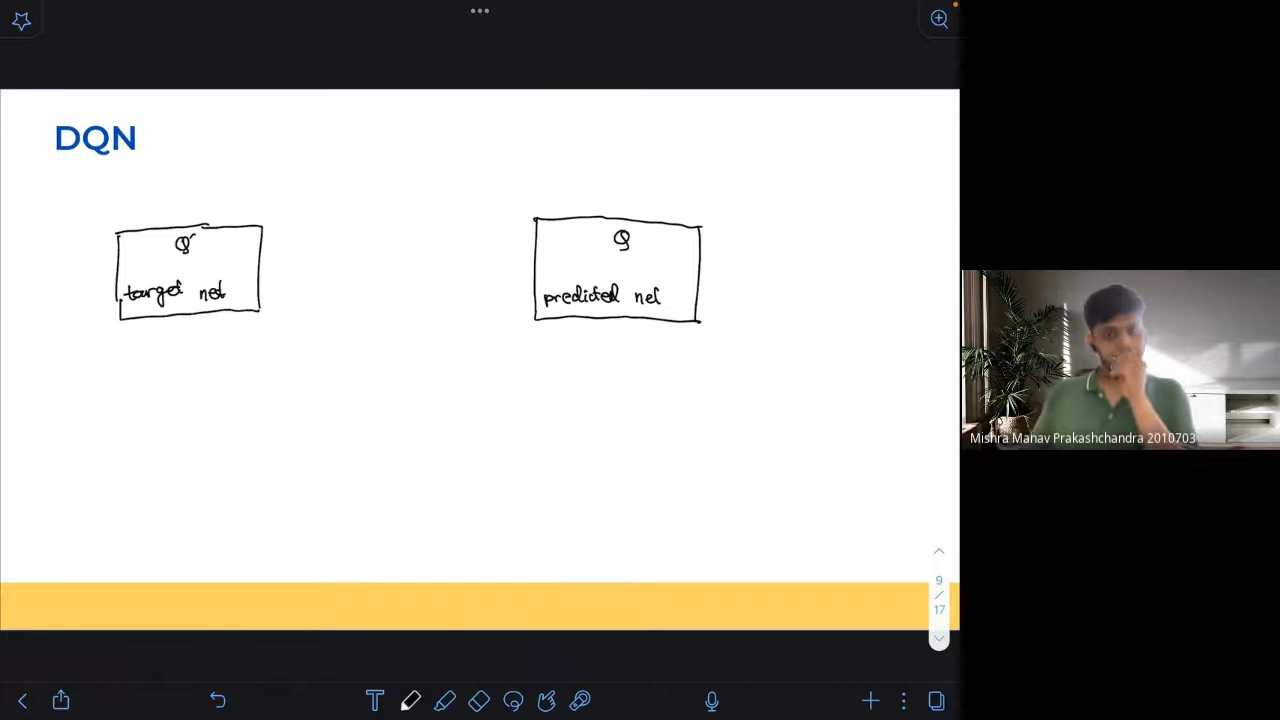 DQN
Q'
target net
Q
predicted net
Mishra Manav Prakashchandra 2010703
9
/
17
T